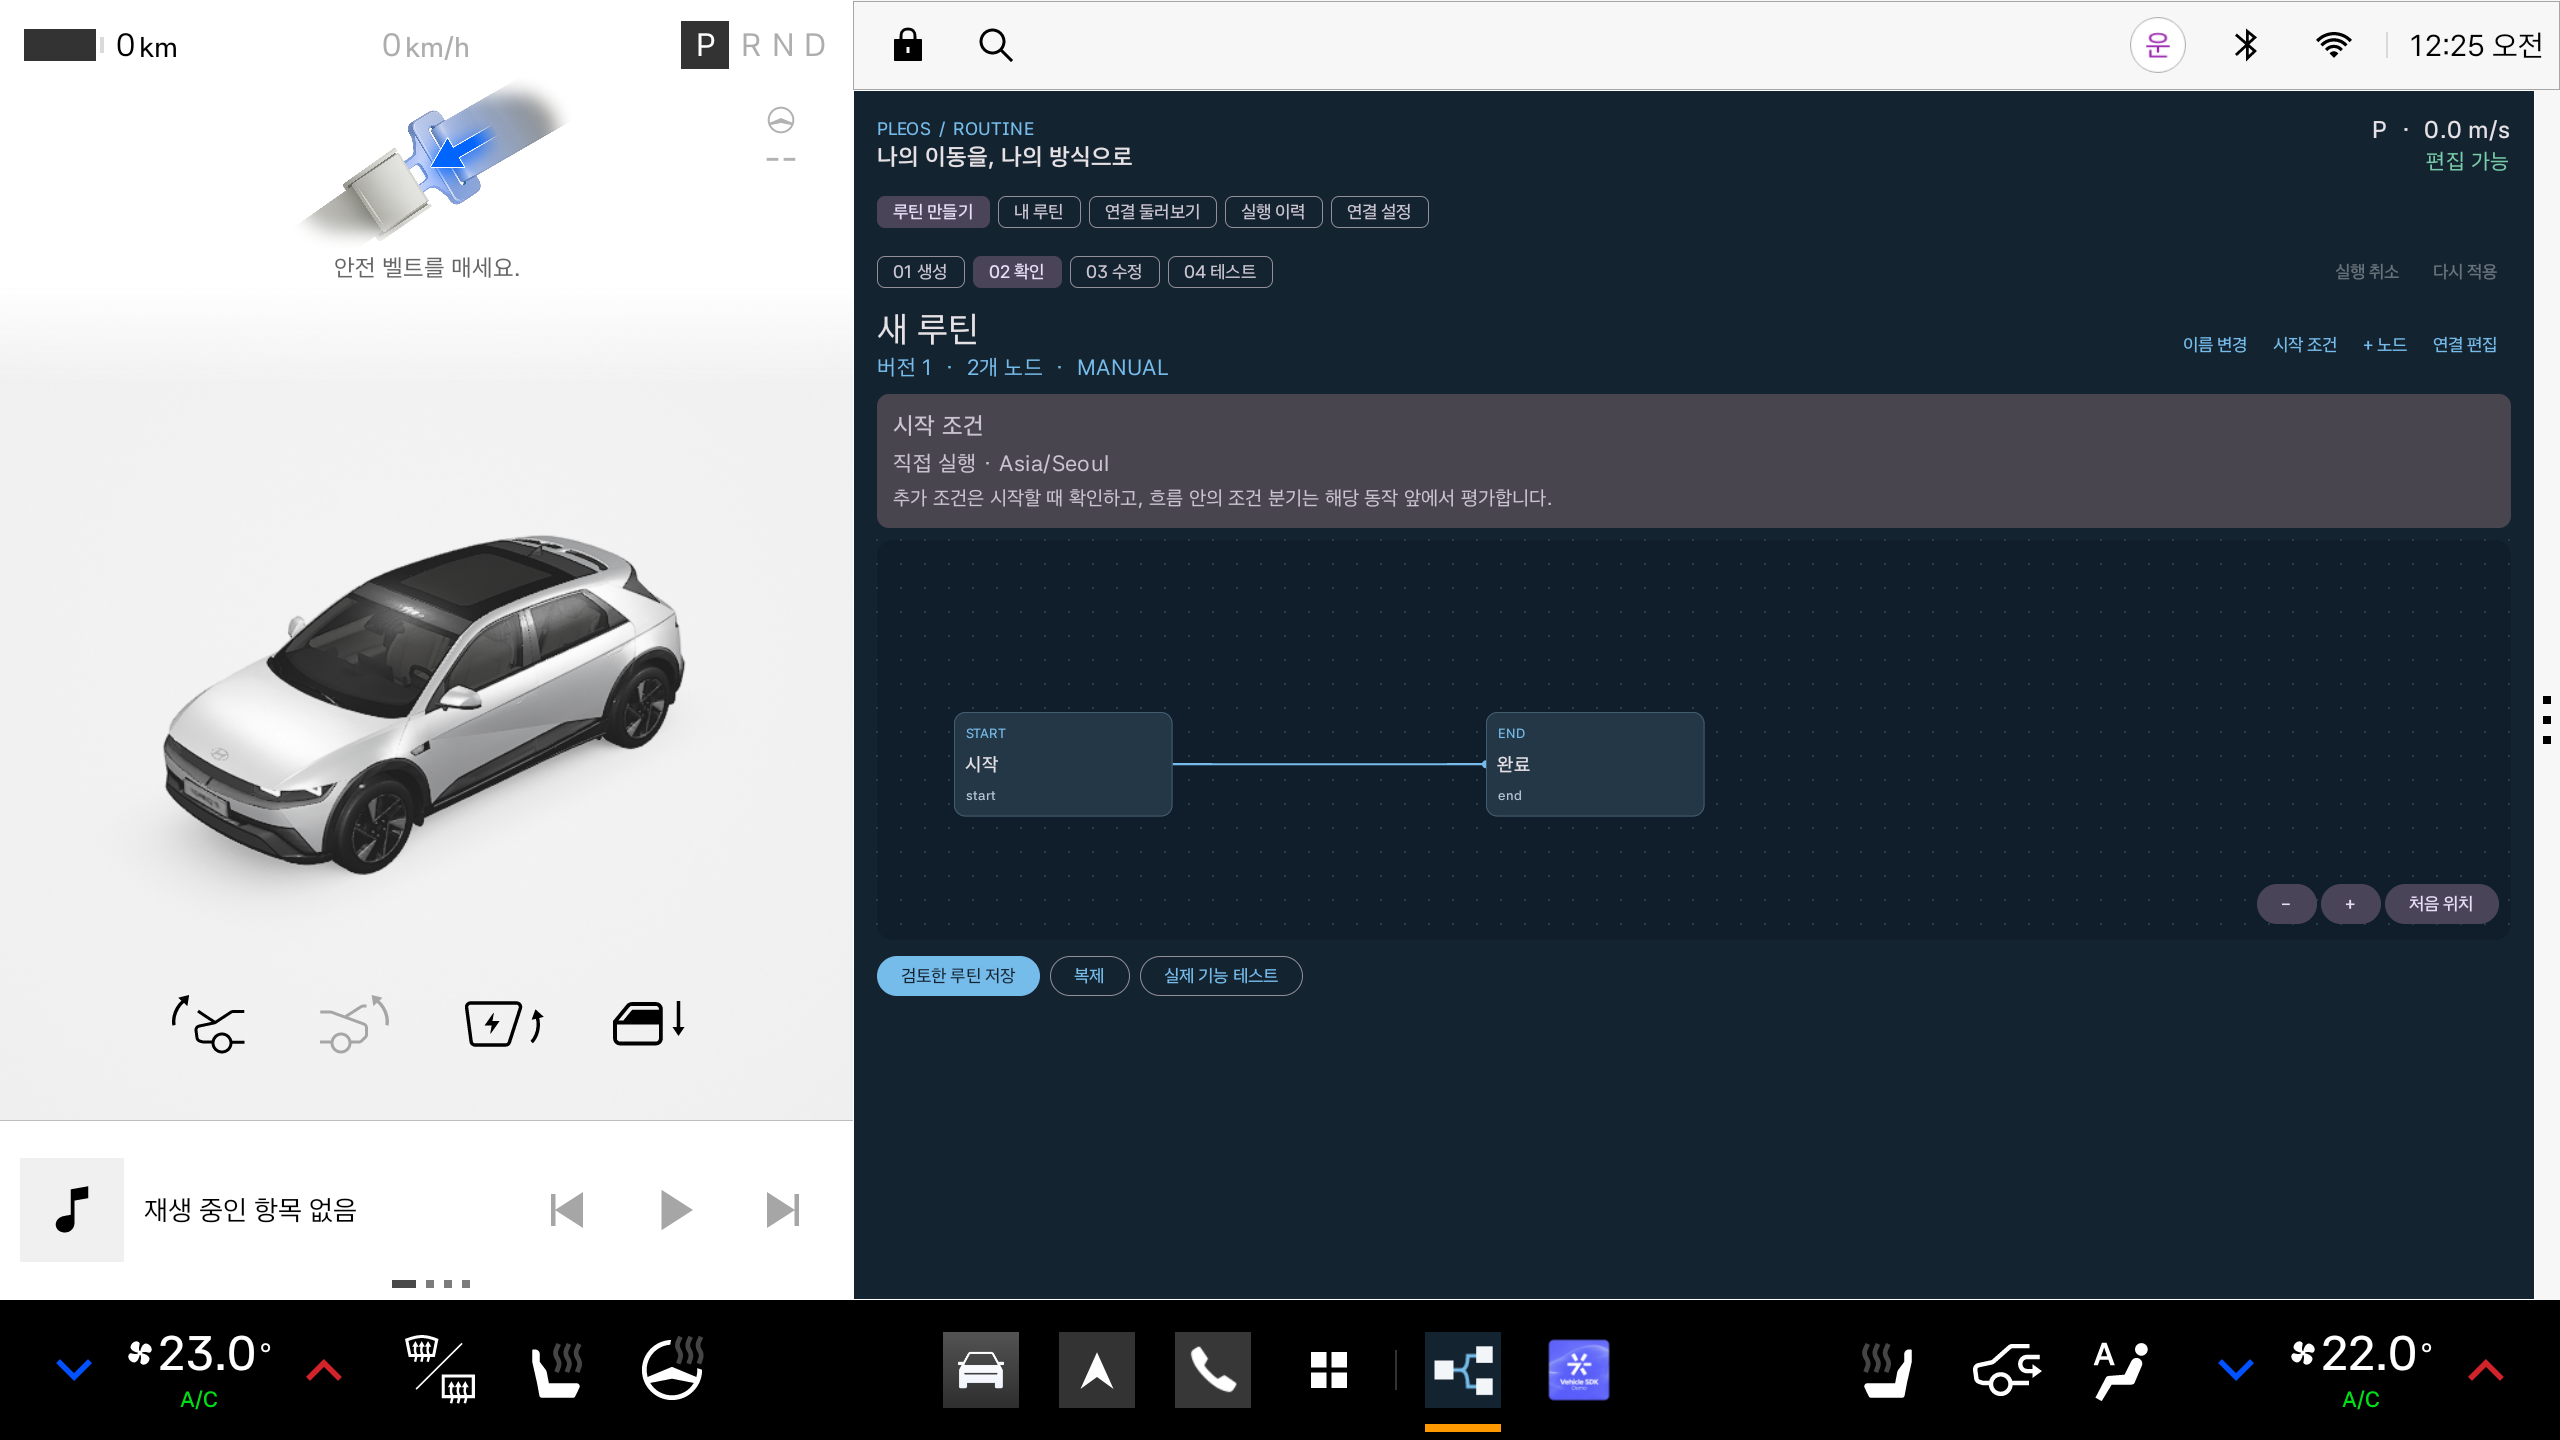 0 km
0 km/h
P R N D
안전 벨트를 매세요.
재생 중인 항목 없음
운
12:25 오전
PLEOS / ROUTINE
나의 이동을, 나의 방식으로
P · 0.0 m/s
편집 가능
루틴 만들기
내 루틴
연결 둘러보기
실행 이력
연결 설정
01 생성
02 확인
03 수정
04 테스트
실행 취소
다시 적용
새 루틴
버전 1 · 2개 노드 · MANUAL
이름 변경
시작 조건
+ 노드
연결 편집
시작 조건
직접 실행 · Asia/Seoul
추가 조건은 시작할 때 확인하고, 흐름 안의 조건 분기는 해당 동작 앞에서 평가합니다.
START
시작
start
END
완료
end
−
+
처음 위치
검토한 루틴 저장
복제
실제 기능 테스트
23.0°
A/C
Vehicle SDK
Demo
A
22.0°
A/C